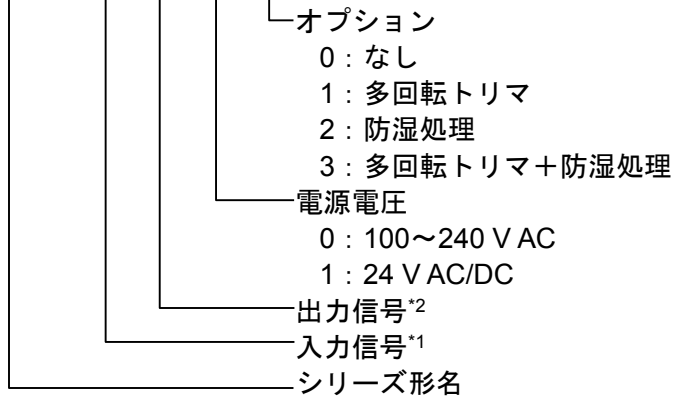 オプション
0：なし
1：多回転トリマ
2：防湿処理
3：多回転トリマ＋防湿処理
電源電圧
0：100～240 V AC
1：24 V AC/DC
出力信号*2
入力信号*1
シリーズ形名